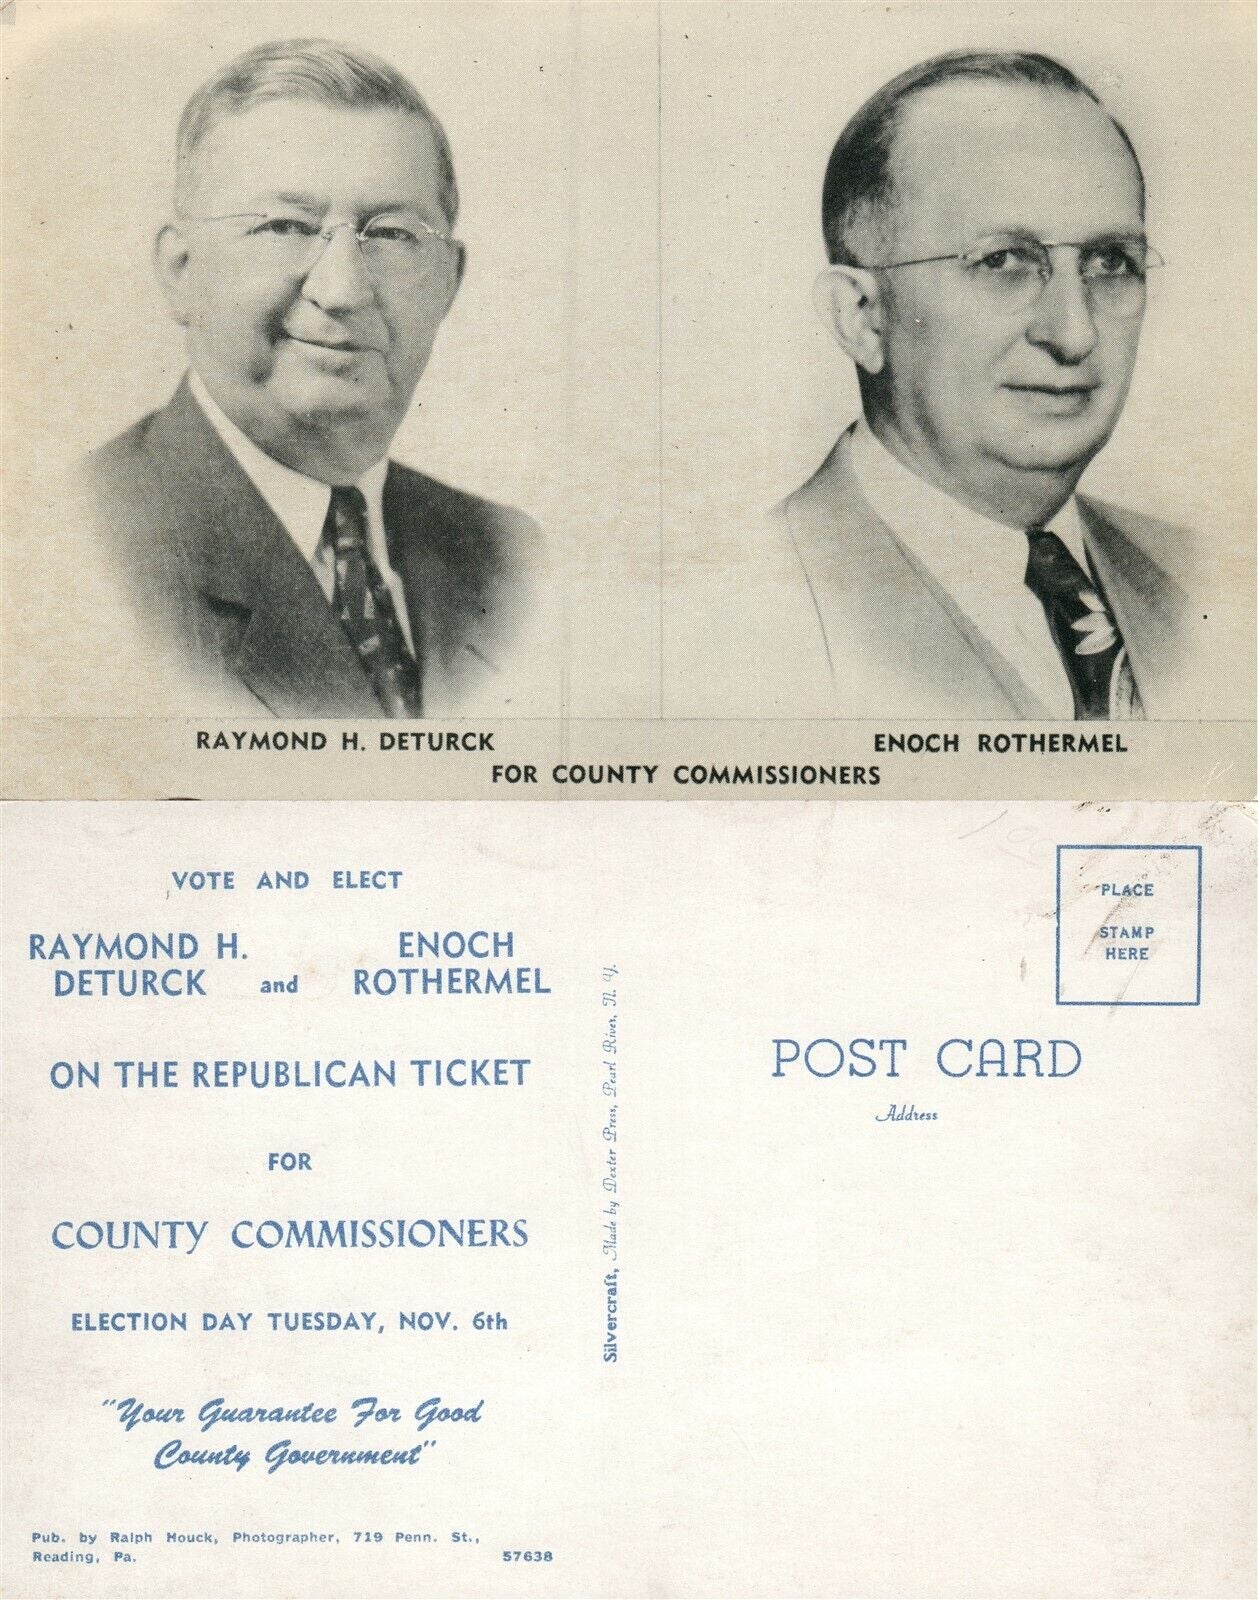 RAYMOND H. DETURCK
ENOCH ROTHERMEL
FOR COUNTY COMMISSIONERS
VOTE AND ELECT
RAYMOND H. DETURCK and ENOCH ROTHERMEL
ON THE REPUBLICAN TICKET
FOR
COUNTY COMMISSIONERS
ELECTION DAY TUESDAY, NOV. 6th
"Your Guarantee For Good
County Government"
Pub. by Ralph Houck, Photographer, 719 Penn. St.,
Reading, Pa. 57638
Silvercraft, Made by Dexter Press, Pearl River, N. Y.
PLACE
STAMP
HERE
POST CARD
Address